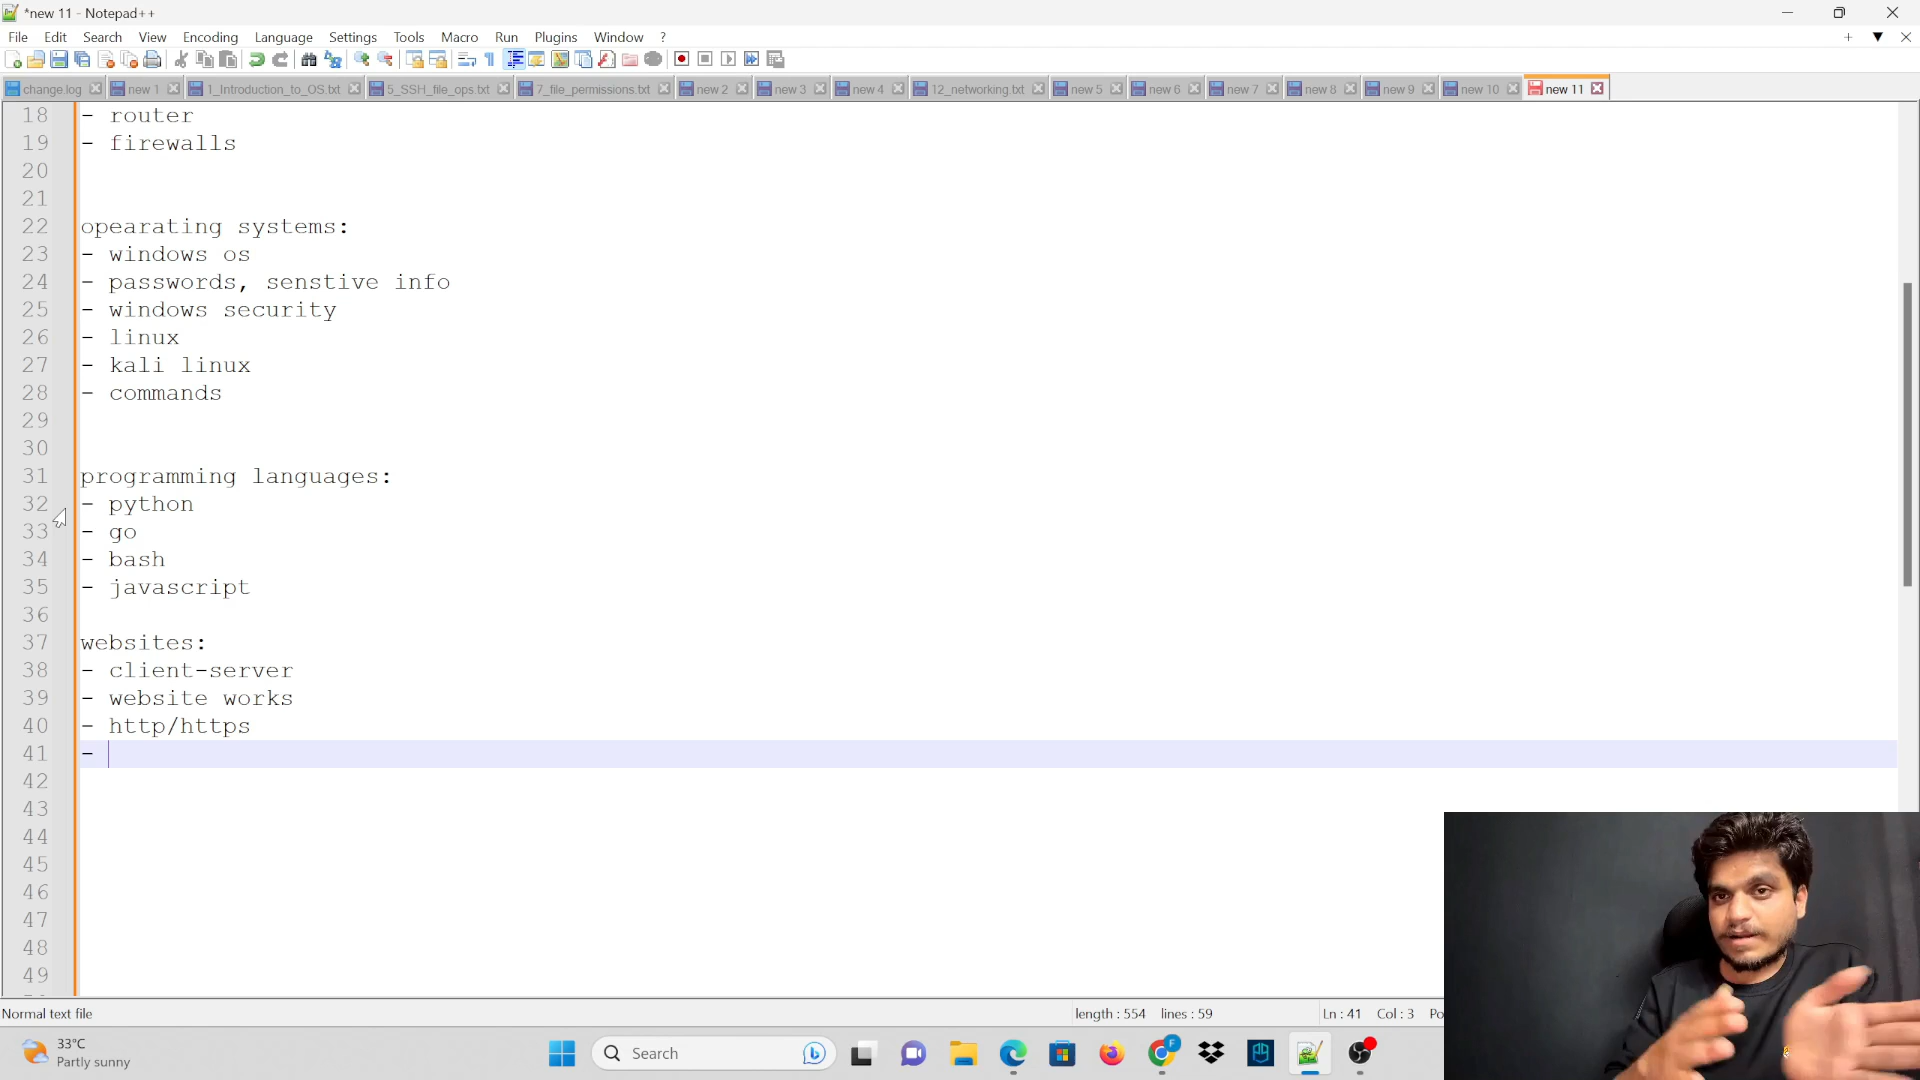 *new 11 - Notepad++
File Edit Search View Encoding Language Settings Tools Macro Run Plugins Window ?
change.log new 1 1_Introduction_to_OS.txt 5_SSH_file_ops.txt 7_file_permissions.txt new 2 new 3 new 4 12_networking.txt new 5 new 6 new 7 new 8 new 9 new 10 new 11
18 - router
19 - firewalls
20
21
22 opearating systems:
23 - windows os
24 - passwords, senstive info
25 - windows security
26 - linux
27 - kali linux
28 - commands
29
30
31 programming languages:
32 - python
33 - go
34 - bash
35 - javascript
36
37 websites:
38 - client-server
39 - website works
40 - http/https
41 -
42
43
44
45
46
47
48
49
Normal text file length : 554 lines : 59 Ln : 41 Col : 3 Po
33°C
Partly sunny
Search